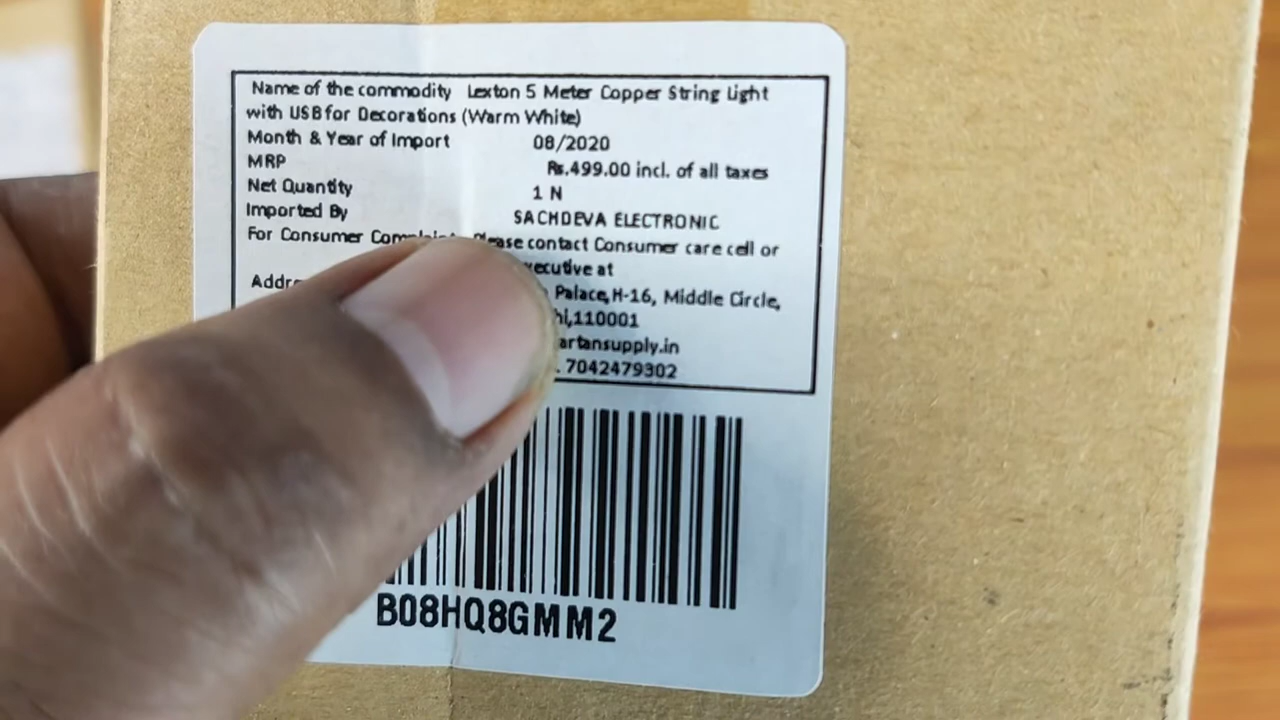 Name of the commodity Lexton 5 Meter Copper String Light
with USB for Decorations (Warm White)
Month & Year of Import 08/2020
MRP Rs.499.00 incl. of all taxes
Net Quantity 1 N
Imported By SACHDEVA ELECTRONIC
For Consumer Please contact Consumer care cell or
at
Palace,H-16, Middle Circle,
110001
7042479302
B08HQ8GMM2